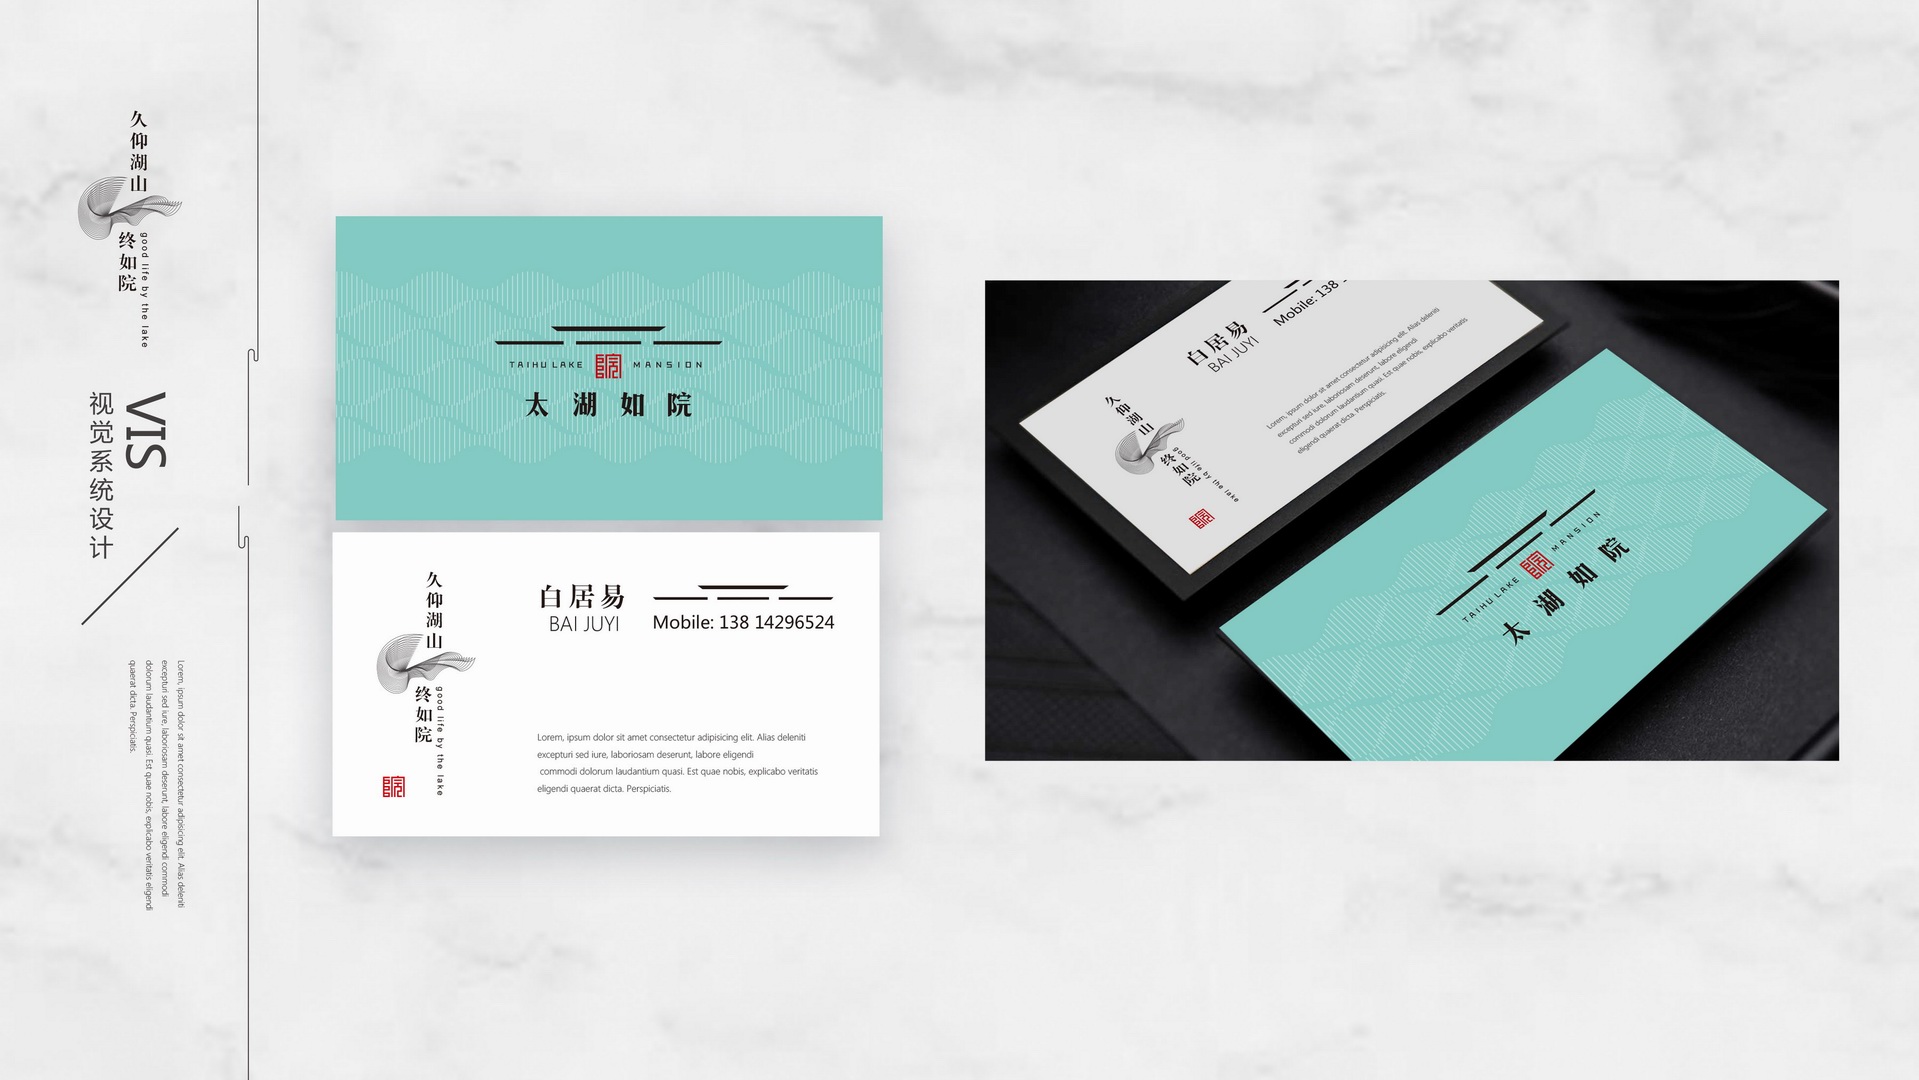 久仰湖山
终如院
good life by the lake
VIS
视觉系统设计
Lorem, ipsum dolor sit amet consectetur adipisicing elit. Alias deleniti
excepturi sed iure, laboriosam deserunt, labore eligendi commodi
dolorum laudantium quasi. Est quae nobis, explicabo veritatis eligendi
quaerat dicta. Perspiciatis.
TAIHU LAKE 院 MANSION
太湖如院
久仰湖山
终如院
good life by the lake
院
白居易
BAI JUYI
Mobile: 138 14296524
Lorem, ipsum dolor sit amet consectetur adipisicing elit. Alias deleniti
excepturi sed iure, laboriosam deserunt, labore eligendi
commodi dolorum laudantium quasi. Est quae nobis, explicabo veritatis
eligendi quaerat dicta. Perspiciatis.
白居易
BAI JUYI
Mobile: 138
久仰湖山
终如院
good life by the lake
院
Lorem, ipsum dolor sit amet consectetur adipisicing elit. Alias deleniti
excepturi sed iure, laboriosam deserunt, labore eligendi
commodi dolorum laudantium quasi. Est quae nobis, explicabo veritatis
eligendi quaerat dicta. Perspiciatis.
TAIHU LAKE 院 MANSION
太湖如院